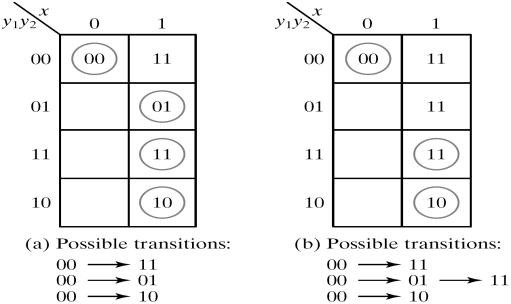 x x
y1y2 0 1 y1y2 0 1
00 00 11 00 00 11
01 01 01 11
11 11 11 11
10 10 10 10
(a) Possible transitions: (b) Possible transitions:
00 → 11 00 → 11
00 → 01 00 → 01 → 11
00 → 10 00 → 10